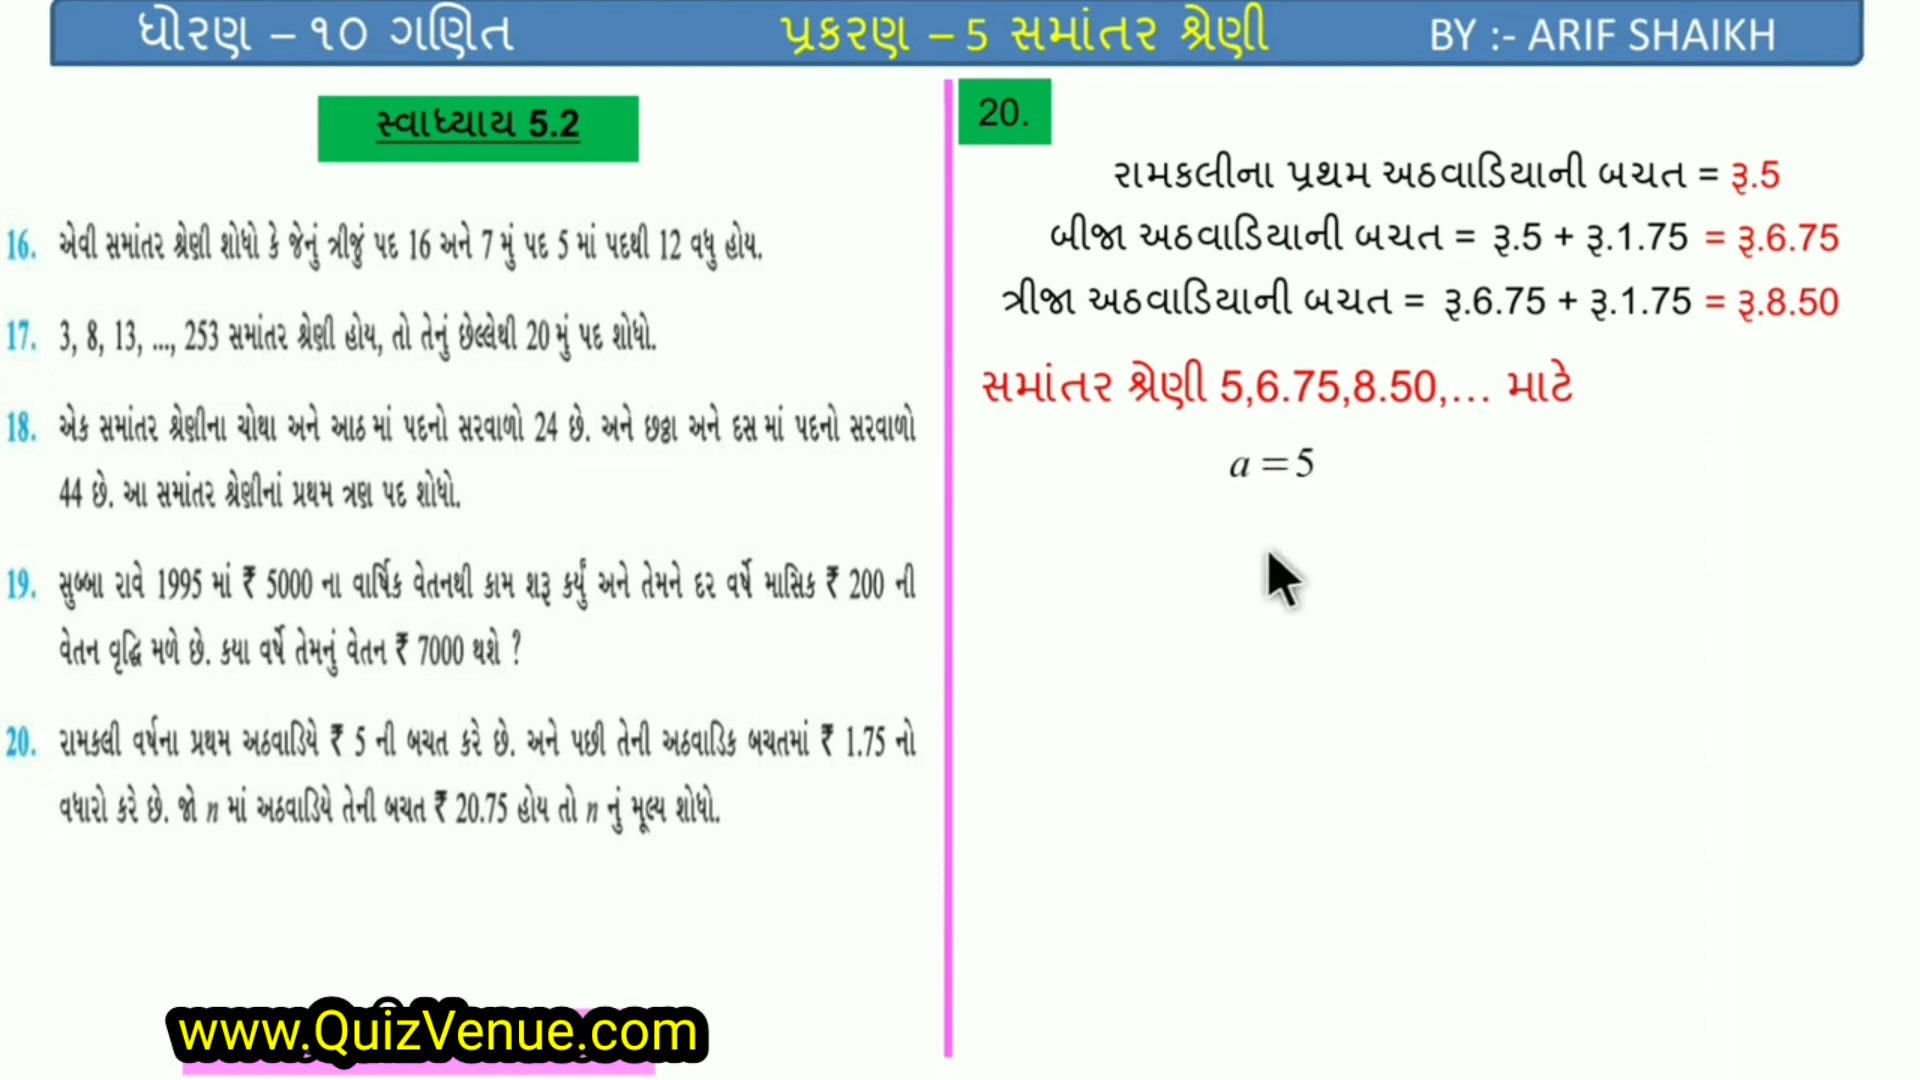 ધોરણ – ૧૦ ગણિત પ્રકરણ – 5 સમાંતર શ્રેણી BY :- ARIF SHAIKH
સ્વાધ્યાય 5.2
16. એવી સમાંતર શ્રેણી શોધો કે જેનું ત્રીજું પદ 16 અને 7 મું પદ 5 માં પદથી 12 વધુ હોય.
17. 3, 8, 13, ..., 253 સમાંતર શ્રેણી હોય, તો તેનું છેલ્લેથી 20 મું પદ શોધો.
18. એક સમાંતર શ્રેણીના ચોથા અને આઠ માં પદનો સરવાળો 24 છે. અને છઠ્ઠા અને દસ માં પદનો સરવાળો
44 છે. આ સમાંતર શ્રેણીનાં પ્રથમ ત્રણ પદ શોધો.
19. સુબ્બા રાવે 1995 માં ₹ 5000 ના વાર્ષિક વેતનથી કામ શરૂ કર્યું અને તેમને દર વર્ષે માસિક ₹ 200 ની
વેતન વૃદ્ધિ મળે છે. કયા વર્ષે તેમનું વેતન ₹ 7000 થશે ?
20. રામકલી વર્ષના પ્રથમ અઠવાડિયે ₹ 5 ની બચત કરે છે. અને પછી તેની અઠવાડિક બચતમાં ₹ 1.75 નો
વધારો કરે છે. જો n માં અઠવાડિયે તેની બચત ₹ 20.75 હોય તો n નું મૂલ્ય શોધો.
20.
રામકલીના પ્રથમ અઠવાડિયાની બચત = રૂ.5
બીજા અઠવાડિયાની બચત = રૂ.5 + રૂ.1.75 = રૂ.6.75
ત્રીજા અઠવાડિયાની બચત = રૂ.6.75 + રૂ.1.75 = રૂ.8.50
સમાંતર શ્રેણી 5,6.75,8.50,... માટે
a = 5
www.QuizVenue.com